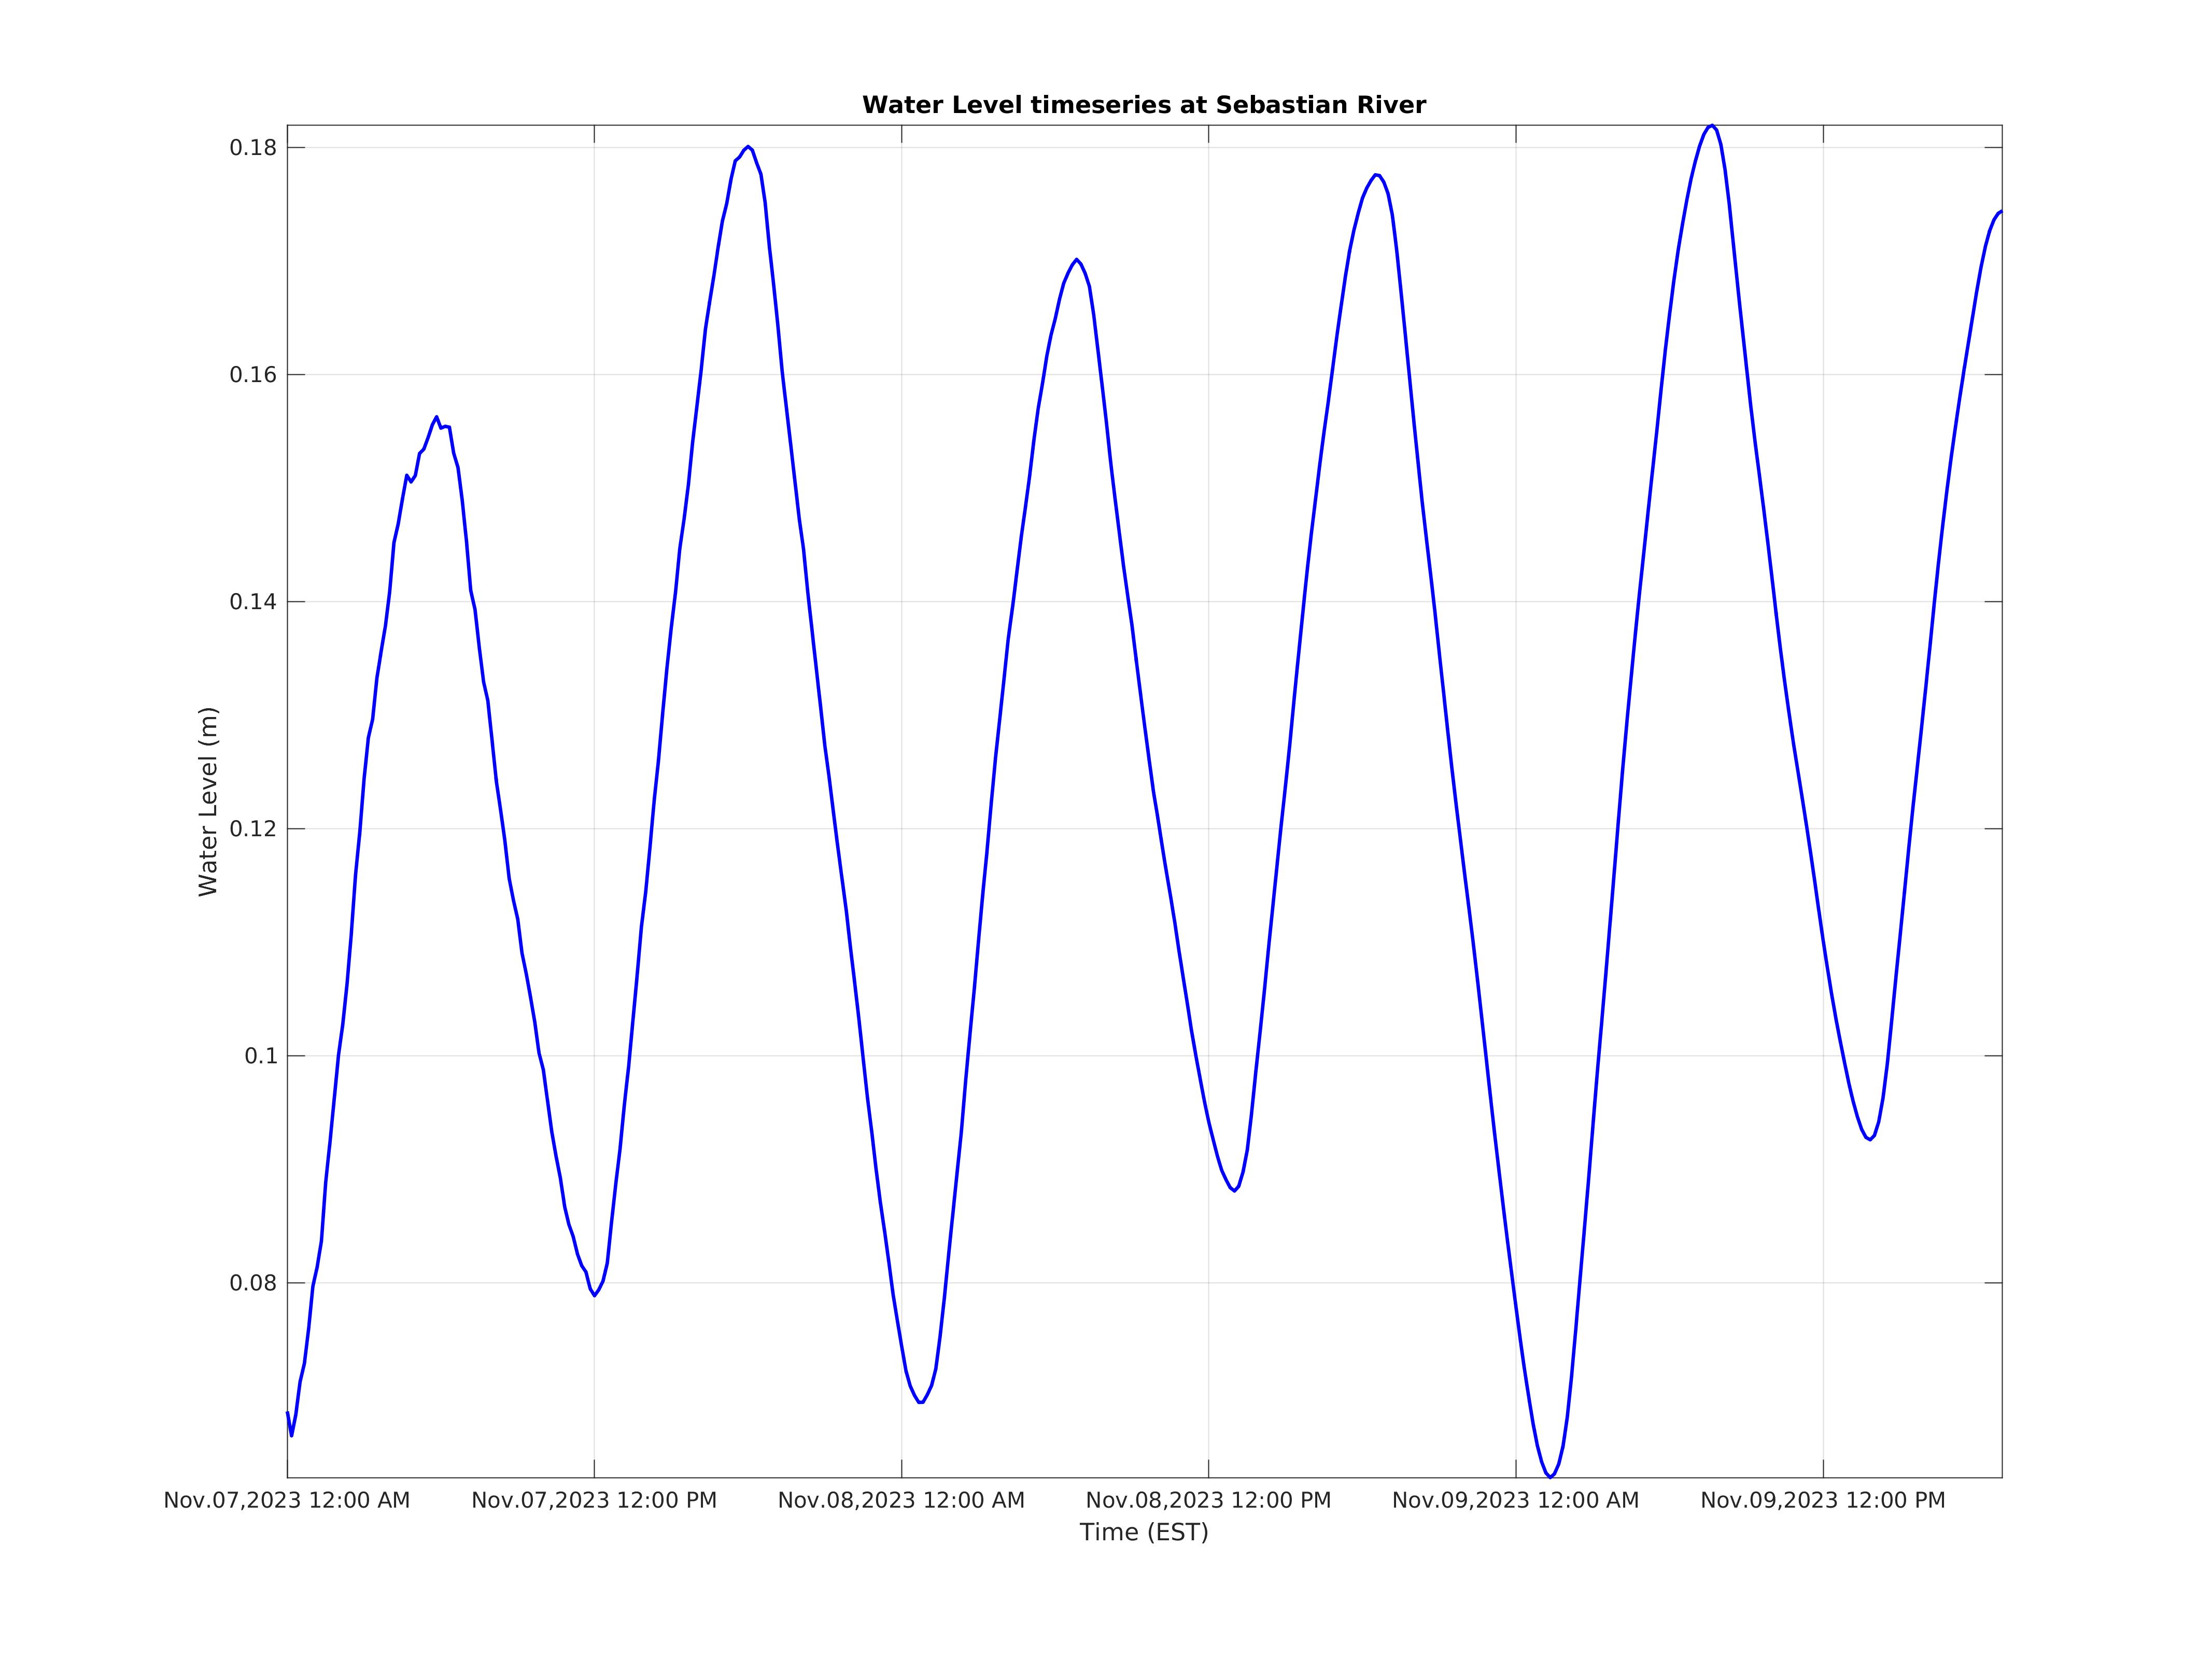 Water Level timeseries at Sebastian River
0.18
0.16
0.14
0.12
0.1
0.08
Water Level (m)
Nov.07,2023 12:00 AM Nov.07,2023 12:00 PM Nov.08,2023 12:00 AM Nov.08,2023 12:00 PM Nov.09,2023 12:00 AM Nov.09,2023 12:00 PM
Time (EST)